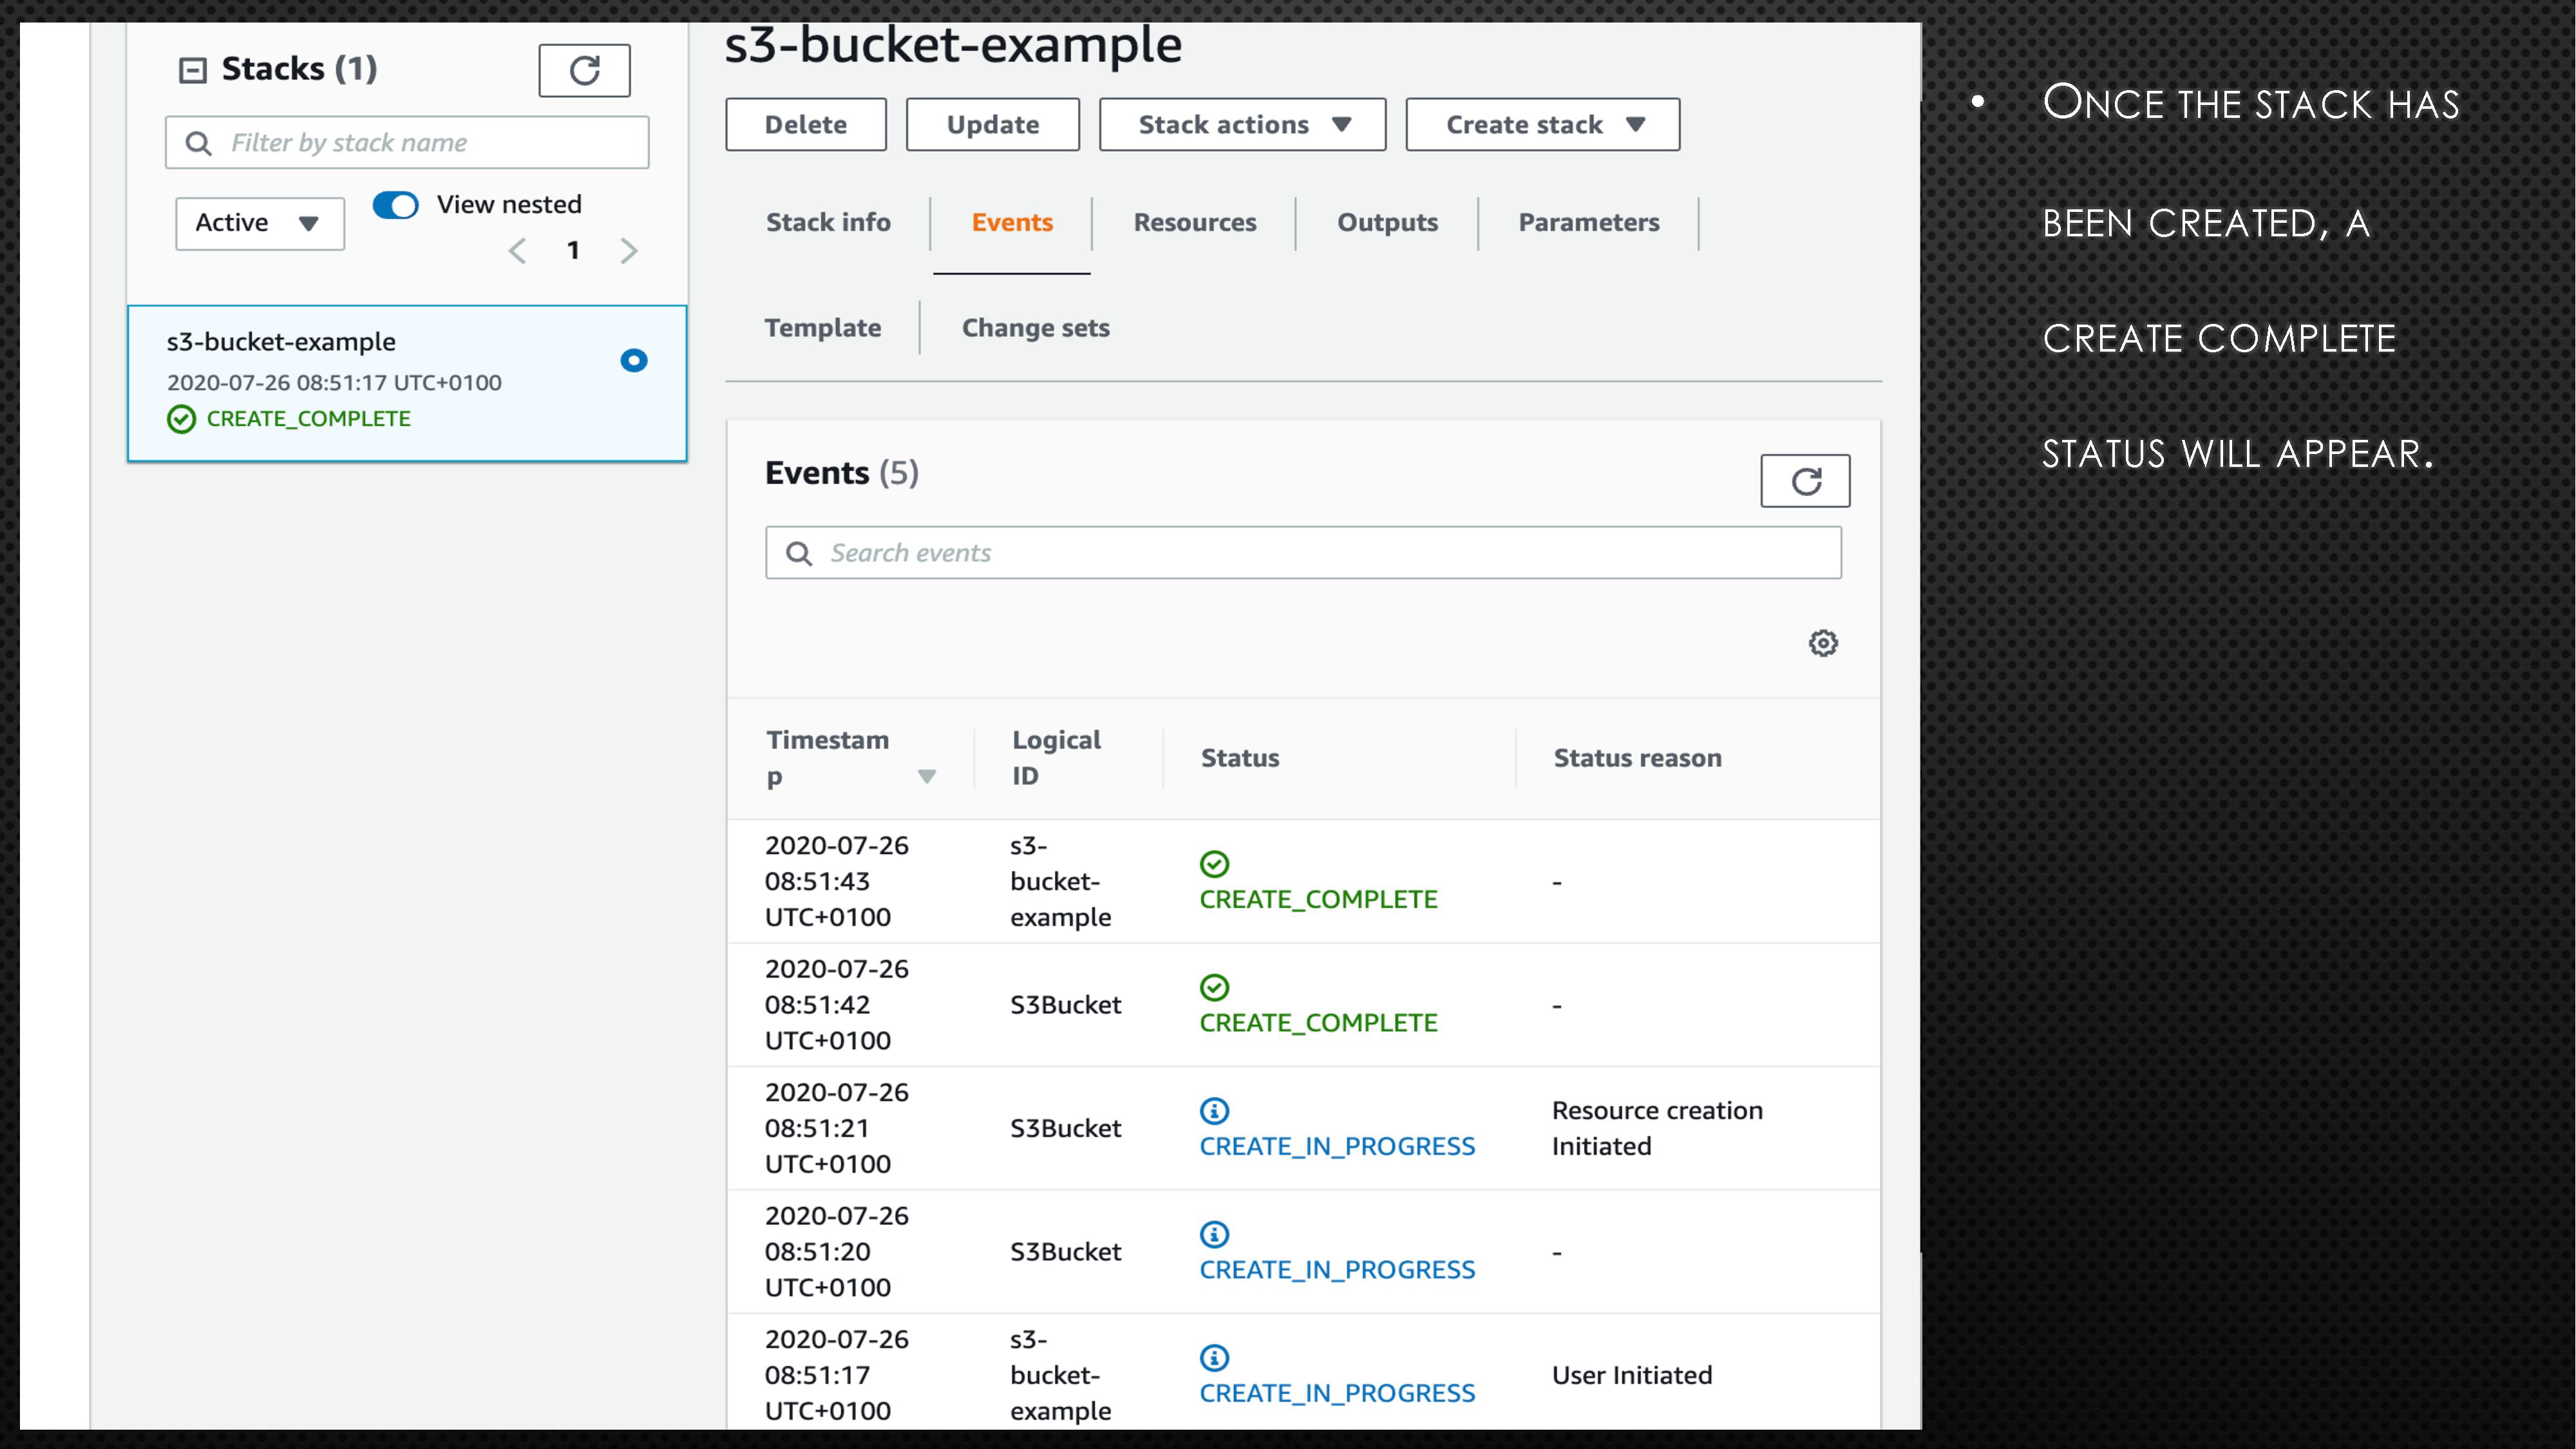 Stacks (1)
Filter by stack name
Active
View nested
1
s3-bucket-example
2020-07-26 08:51:17 UTC+0100
CREATE_COMPLETE
s3-bucket-example
Delete Update Stack actions Create stack
Stack info Events Resources Outputs Parameters
Template Change sets
Events (5)
Search events
Timestam
p
Logical
ID
Status
Status reason
2020-07-26
08:51:43
UTC+0100
s3-
bucket-
example
CREATE_COMPLETE
-
2020-07-26
08:51:42
UTC+0100
S3Bucket
CREATE_COMPLETE
-
2020-07-26
08:51:21
UTC+0100
S3Bucket
CREATE_IN_PROGRESS
Resource creation
Initiated
2020-07-26
08:51:20
UTC+0100
S3Bucket
CREATE_IN_PROGRESS
-
2020-07-26
08:51:17
UTC+0100
s3-
bucket-
example
CREATE_IN_PROGRESS
User Initiated
• ONCE THE STACK HAS
BEEN CREATED, A
CREATE COMPLETE
STATUS WILL APPEAR.